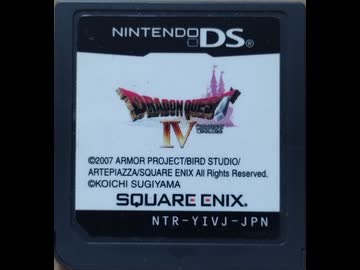 NINTENDO DS®
DRAGON QUEST
IV
©2007 ARMOR PROJECT/BIRD STUDIO/
ARTEPIAZZA/SQUARE ENIX All Rights Reserved.
©KOICHI SUGIYAMA
SQUARE ENIX.
NTR-YIVJ-JPN